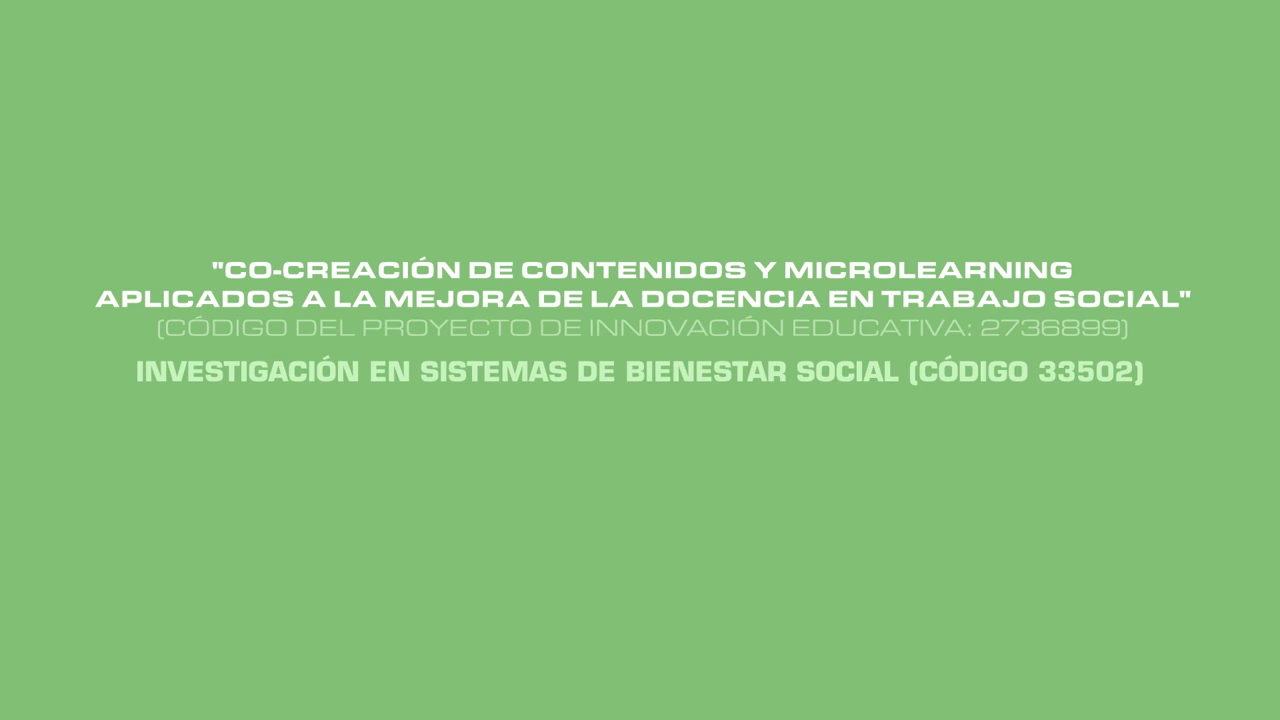 "CO-CREACIÓN DE CONTENIDOS Y MICROLEARNING
APLICADOS A LA MEJORA DE LA DOCENCIA EN TRABAJO SOCIAL"
(CÓDIGO DEL PROYECTO DE INNOVACIÓN EDUCATIVA: 2736899)
INVESTIGACIÓN EN SISTEMAS DE BIENESTAR SOCIAL (CÓDIGO 33502)